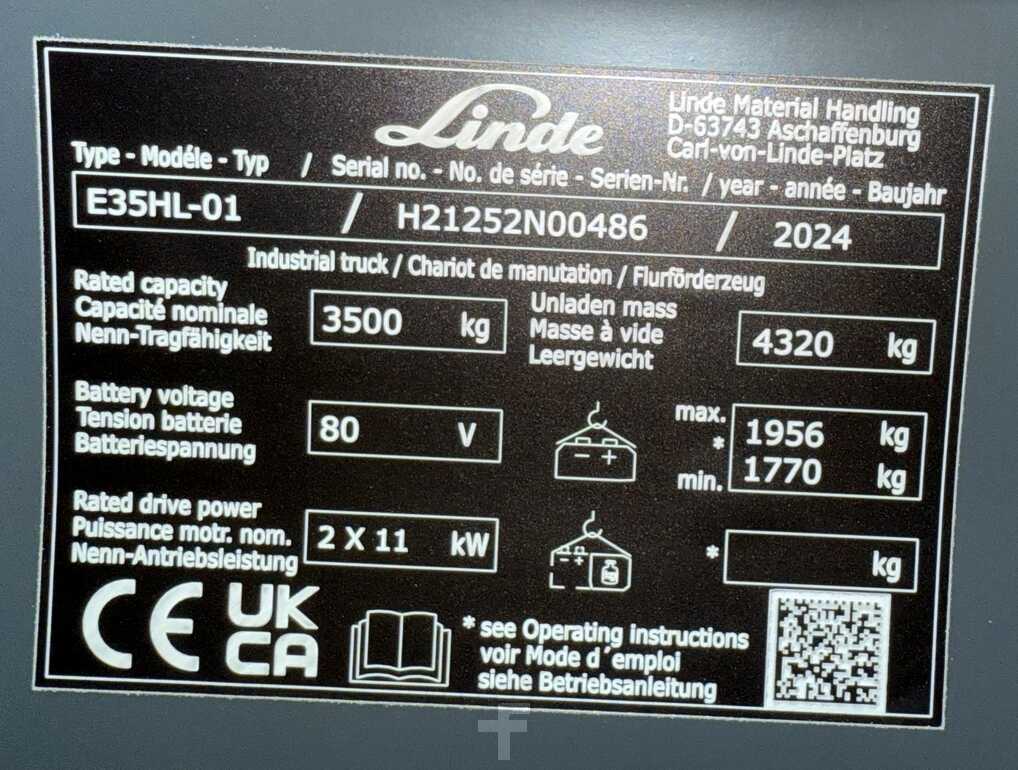 Linde
Linde Material Handling
D-63743 Aschaffenburg
Carl-von-Linde-Platz
Type - Modéle - Typ / Serial no. - No. de série - Serien-Nr. / year - année - Baujahr
E35HL-01 / H21252N00486 / 2024
Industrial truck / Chariot de manutation / Flurförderzeug
Rated capacity
Capacité nominale
Nenn-Tragfähigkeit
3500 kg
Unladen mass
Masse à vide
Leergewicht
4320 kg
Battery voltage
Tension batterie
Batteriespannung
80 V
- +
max. 1956 kg
*
min. 1770 kg
Rated drive power
Puissance motr. nom.
Nenn-Antriebsleistung
2 X 11 kW
- + kg
* kg
CE
UK
CA
* see Operating instructions
voir Mode d´emploi
siehe Betriebsanleitung